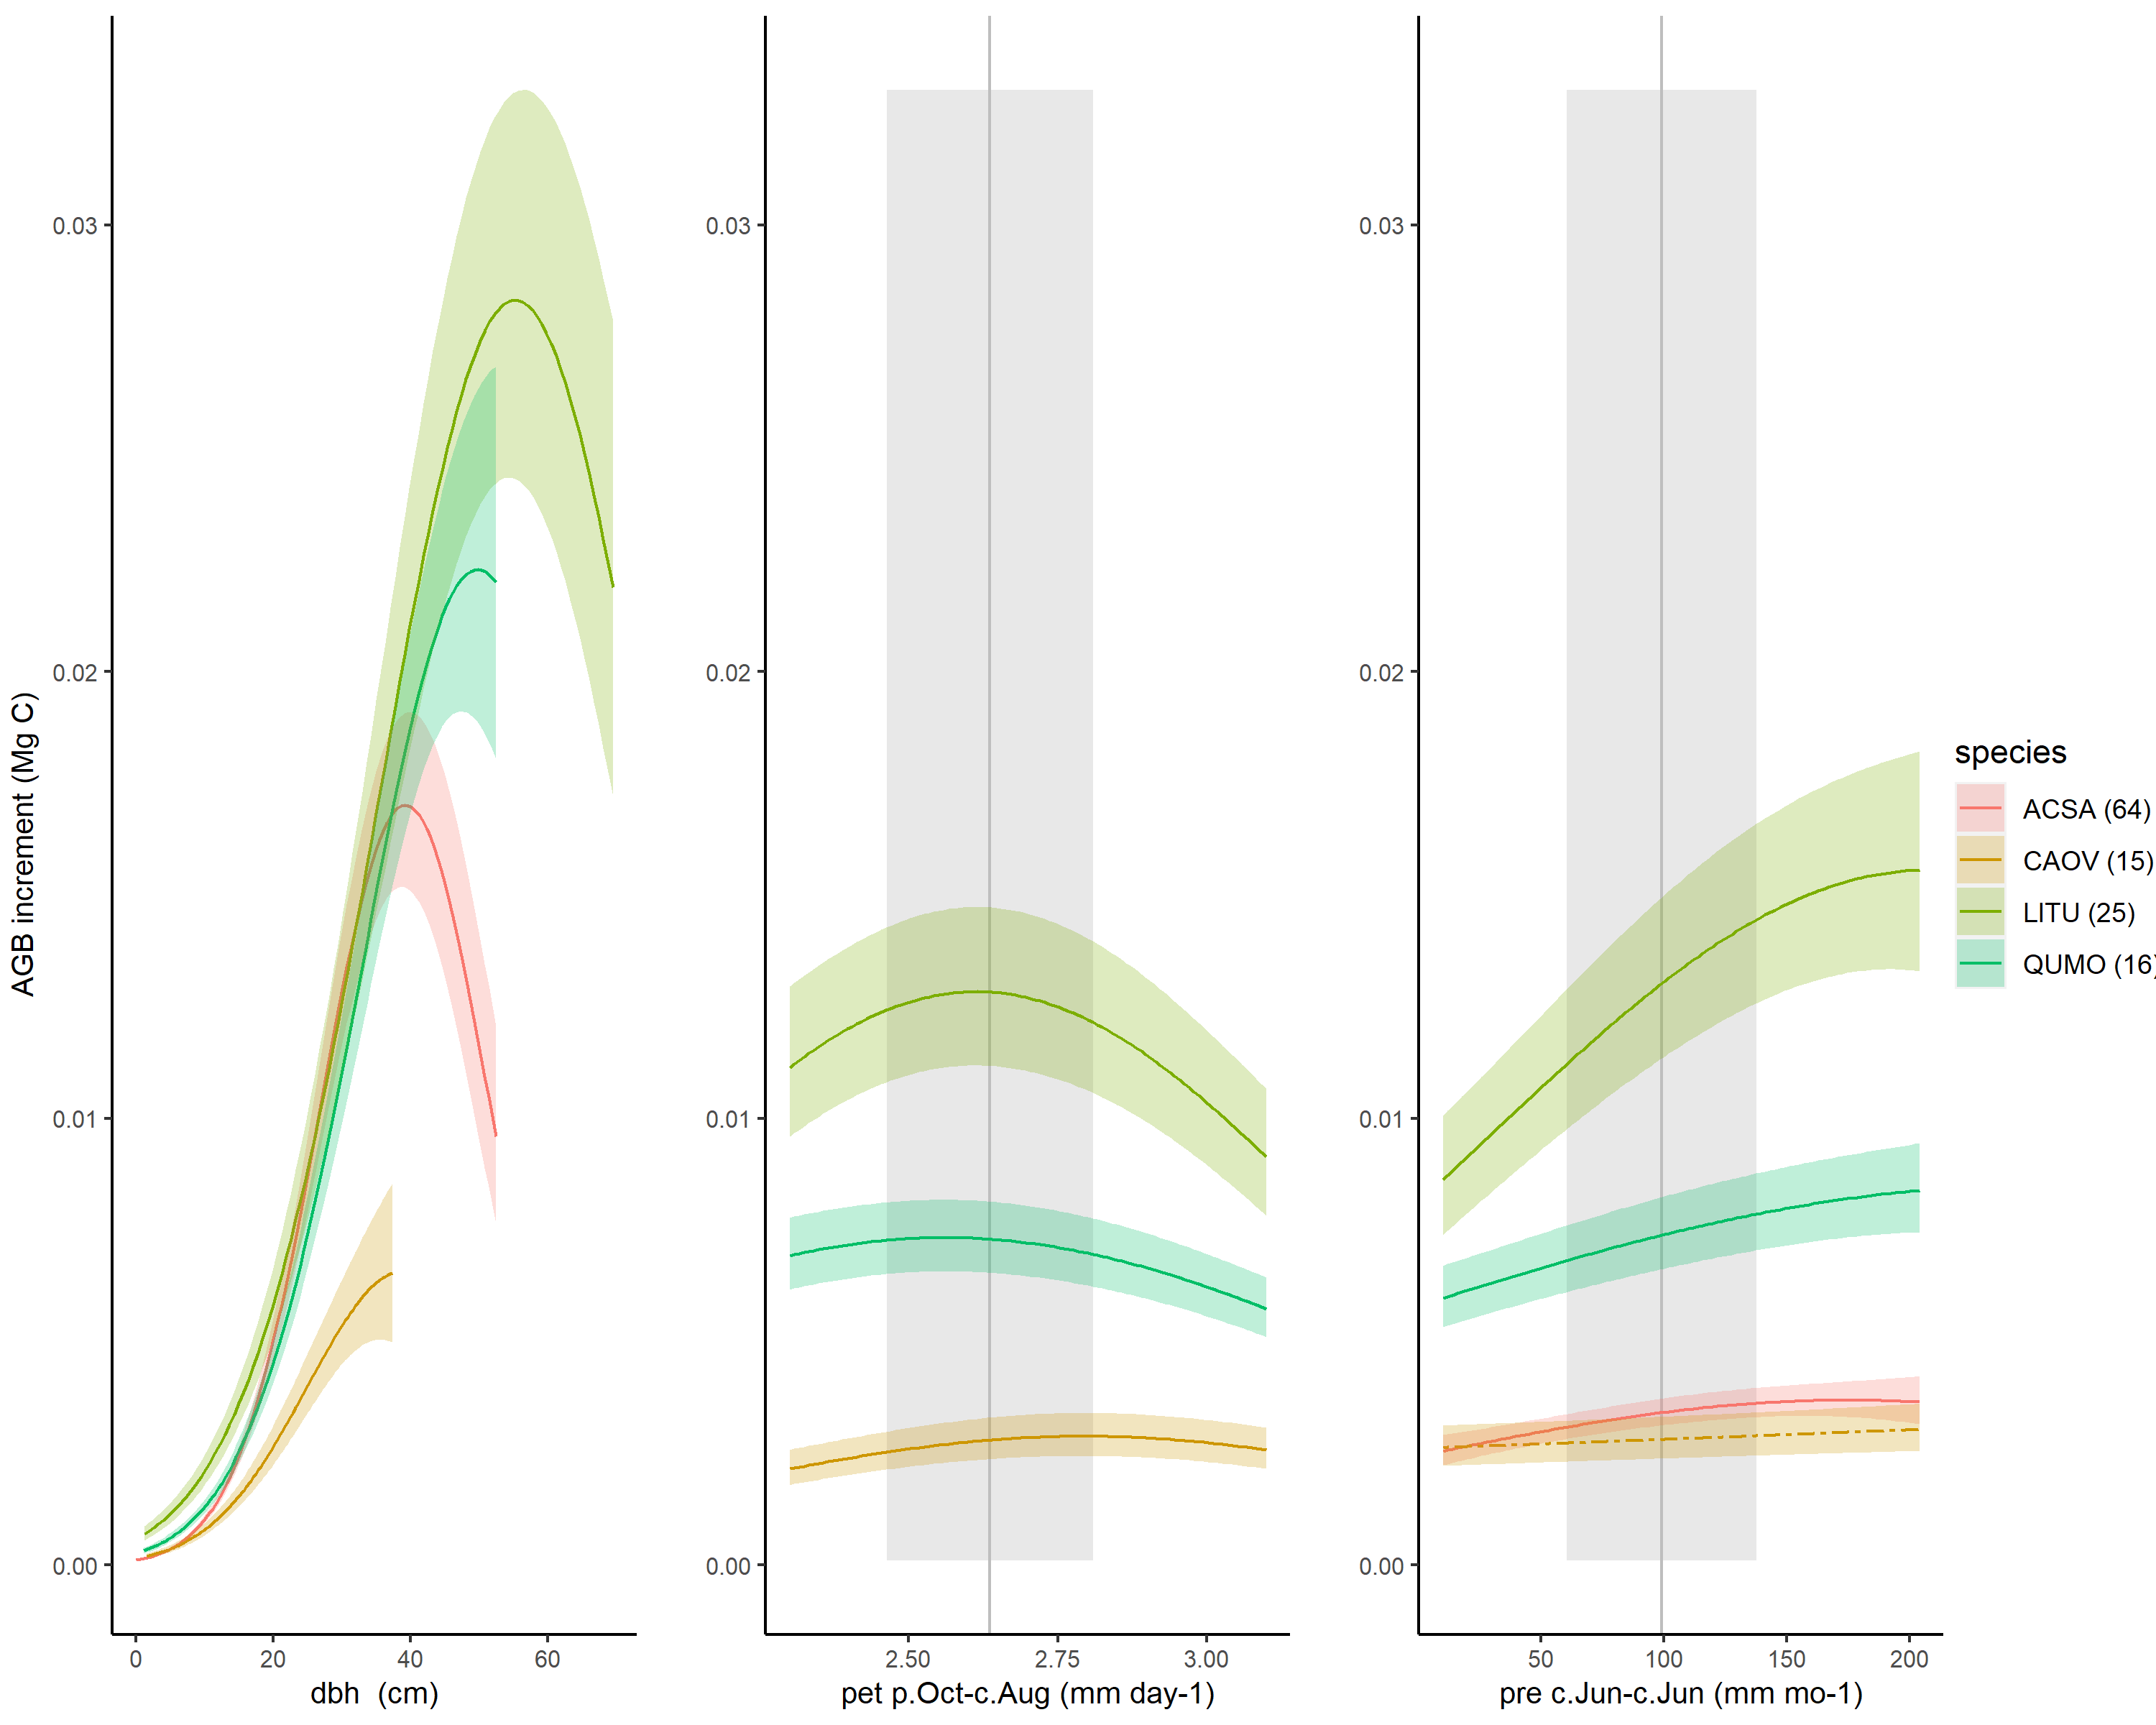 AGB increment (Mg C)
0.03
0.02
0.01
0.00
0 20 40 60
dbh  (cm)
0.03
0.02
0.01
0.00
2.50 2.75 3.00
pet p.Oct-c.Aug (mm day-1)
0.03
0.02
0.01
0.00
50 100 150 200
pre c.Jun-c.Jun (mm mo-1)
species
ACSA (64)
CAOV (15)
LITU (25)
QUMO (16)